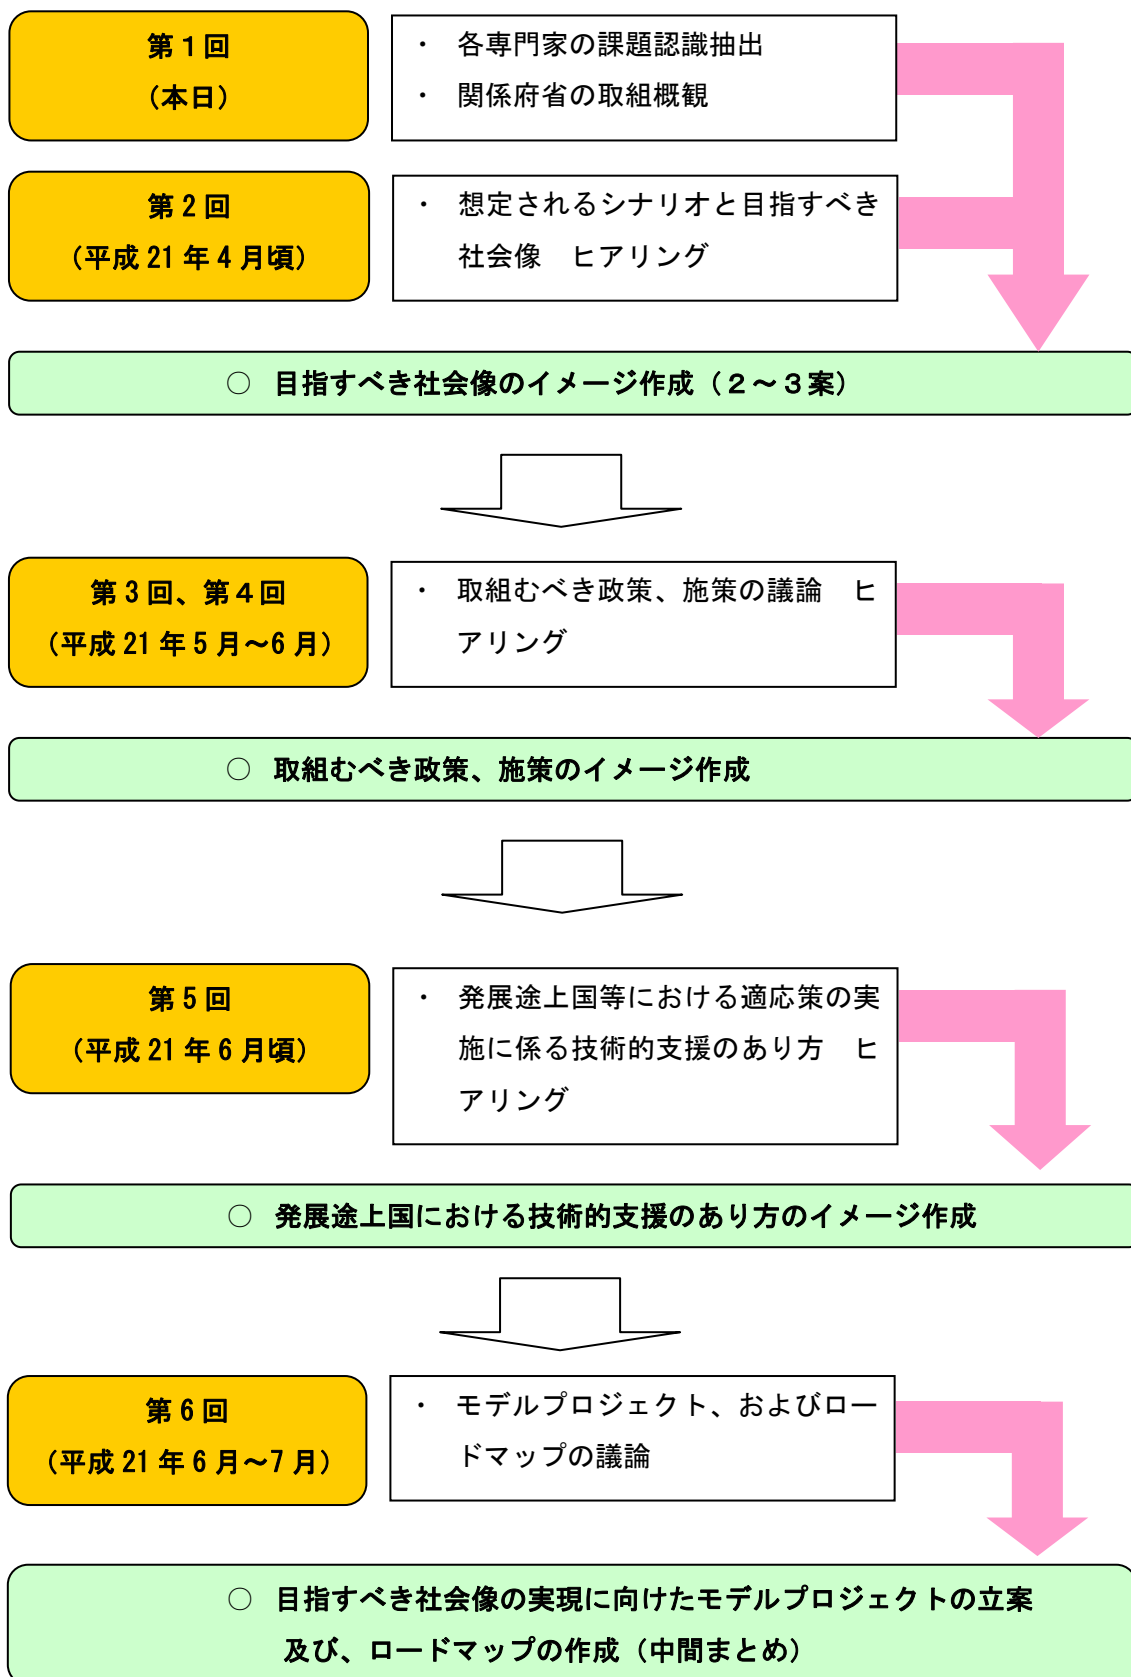 第１回
（本日）
・ 各専門家の課題認識抽出
・ 関係府省の取組概観
第２回
（平成 21 年 4 月頃）
・ 想定されるシナリオと目指すべき
社会像　ヒアリング
○ 目指すべき社会像のイメージ作成（２～３案）
第３回、第４回
（平成 21 年 5 月～6 月）
・ 取組むべき政策、施策の議論　ヒ
アリング
○ 取組むべき政策、施策のイメージ作成
第５回
（平成 21 年 6 月頃）
・ 発展途上国等における適応策の実
施に係る技術的支援のあり方　ヒ
アリング
○ 発展途上国における技術的支援のあり方のイメージ作成
第６回
（平成 21 年 6 月～7 月）
・ モデルプロジェクト、およびロー
ドマップの議論
○ 目指すべき社会像の実現に向けたモデルプロジェクトの立案
及び、ロードマップの作成（中間まとめ）